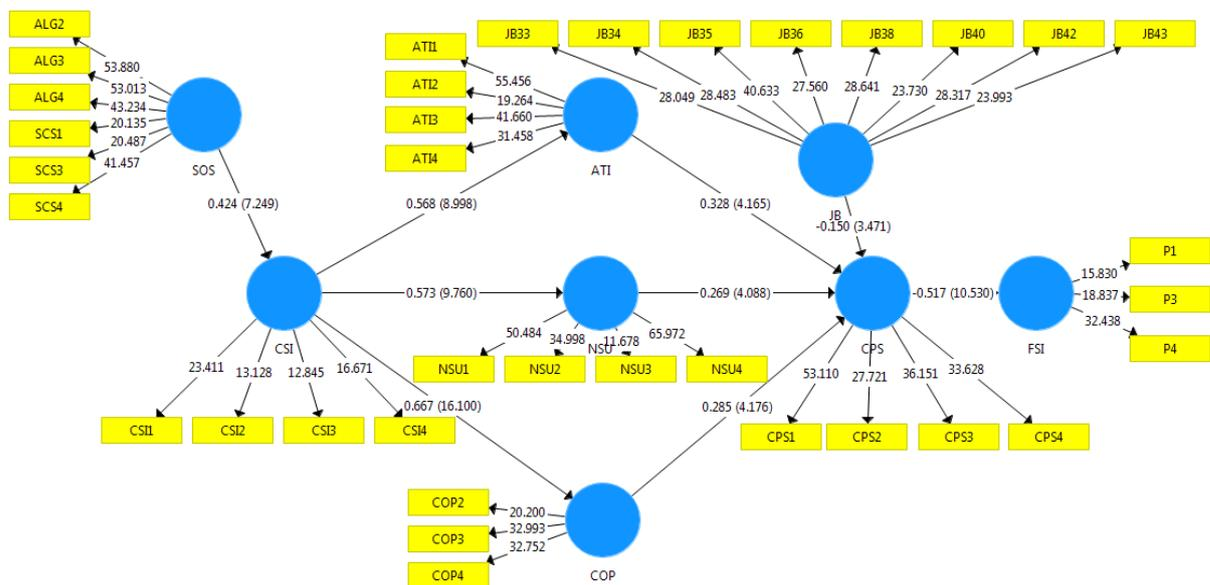 ALG2
ALG3
ALG4
SCS1
SCS3
SCS4
53.880
53.013
43.234
20.135
20.487
41.457
SOS
0.424 (7.249)
ATI1
ATI2
ATI3
ATI4
55.456
19.264
41.660
31.458
ATI
0.568 (8.998)
0.328 (4.165)
JB33
JB34
JB35
JB36
JB38
JB40
JB42
JB43
28.049
28.483
40.633
27.560
28.641
23.730
28.317
23.993
JB
-0.150 (3.471)
CSI
23.411
13.128
12.845
16.671
CSI1
CSI2
CSI3
CSI4
0.573 (9.760)
0.667 (16.100)
NSU
50.484
34.998
11.678
65.972
NSU1
NSU2
NSU3
NSU4
0.269 (4.088)
0.285 (4.176)
CPS
53.110
27.721
36.151
33.628
CPS1
CPS2
CPS3
CPS4
-0.517 (10.530)
FSI
15.830
18.837
32.438
P1
P3
P4
COP2
COP3
COP4
20.200
32.993
32.752
COP